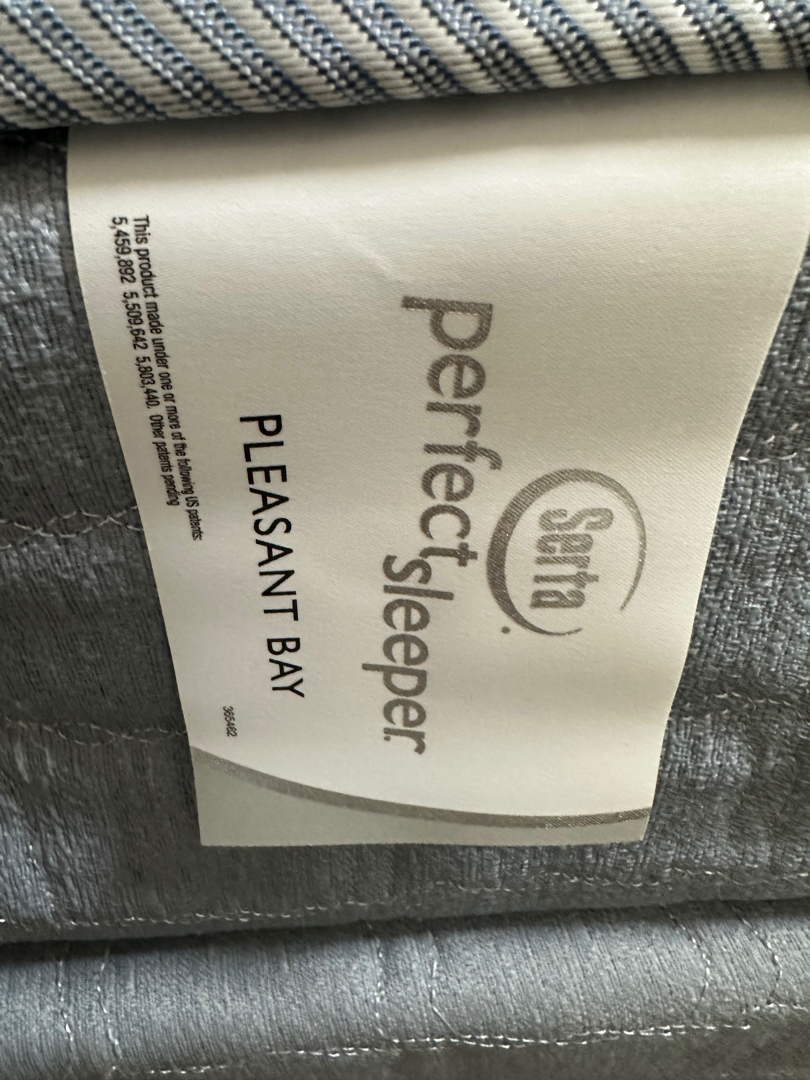 Serta
perfect sleeper
PLEASANT BAY
365462
This product made under one or more of the following US patents:
5,459,892 5,509,642 5,803,440. Other patents pending